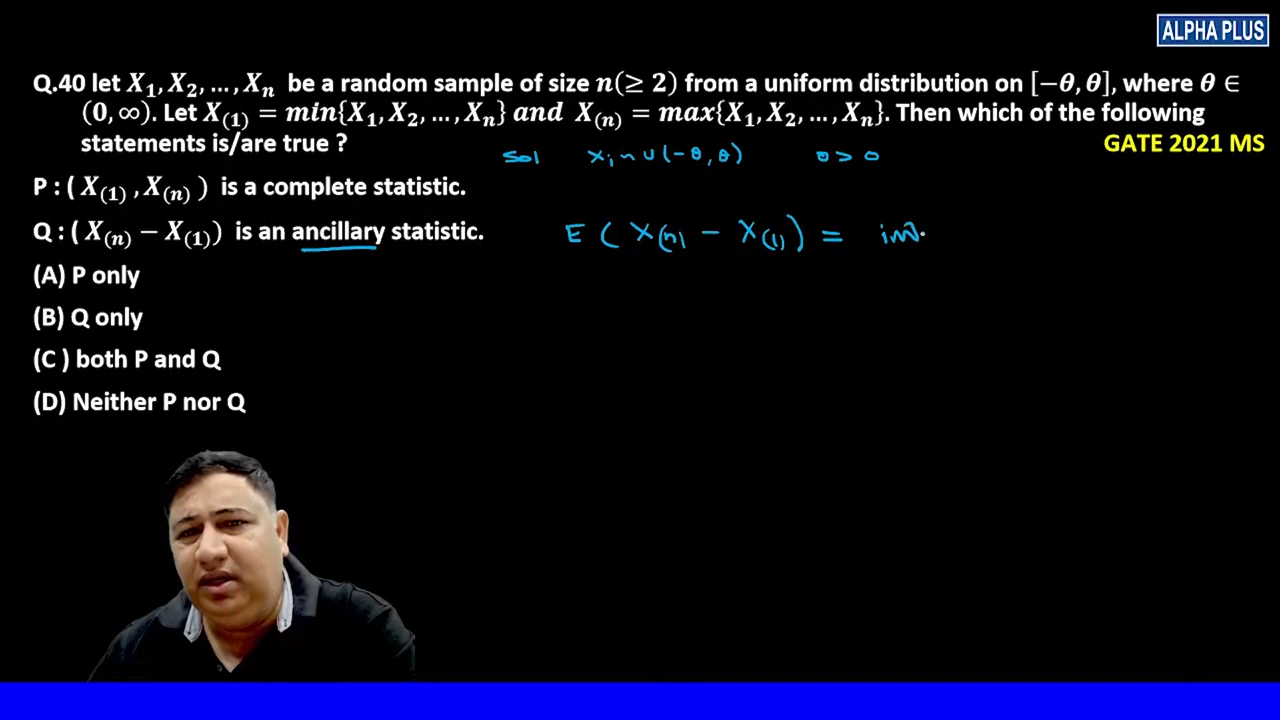 ALPHA PLUS
Q.40 let X₁, X₂, …, Xₙ be a random sample of size n(≥ 2) from a uniform distribution on [−θ, θ], where θ ∈
(0, ∞). Let X₍₁₎ = min{X₁, X₂, …, Xₙ} and X₍ₙ₎ = max{X₁, X₂, …, Xₙ}. Then which of the following
statements is/are true ?
GATE 2021 MS
Sol Xᵢ ~ U(−θ, θ) θ > 0
P : ( X₍₁₎ , X₍ₙ₎ ) is a complete statistic.
Q : ( X₍ₙ₎ − X₍₁₎) is an ancillary statistic.
E ( X₍ₙ₎ − X₍₁₎) =
(A) P only
(B) Q only
(C ) both P and Q
(D) Neither P nor Q